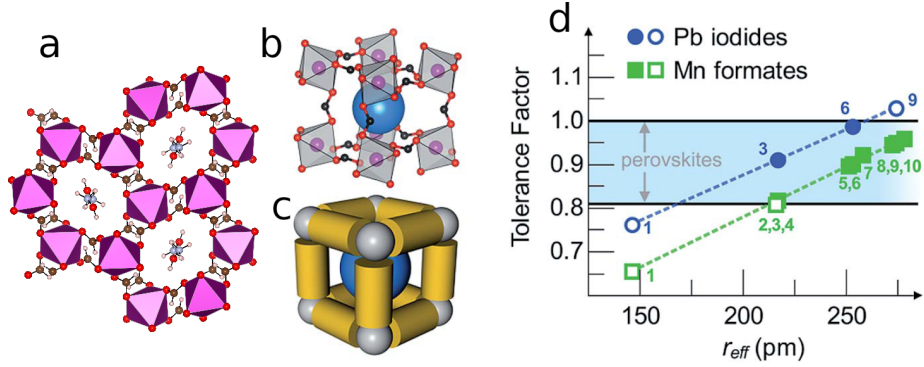 a
b
c
d
Pb iodides
Mn formates
Tolerance Factor
1.1
1.0
0.9
0.8
0.7
perovskites
1
3
6
9
1
2,3,4
5,6
7
8,9,10
150
200
250
r_eff (pm)